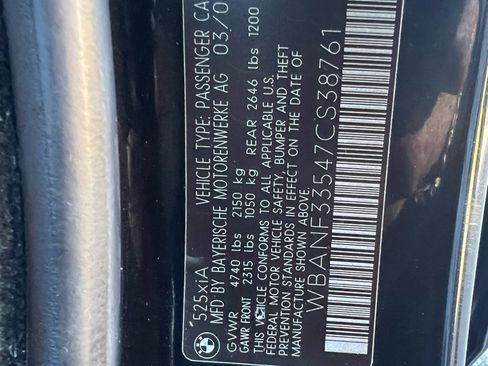 525xiA VEHICLE TYPE: PASSENGER CA
MFD BY BAYERISCHE MOTORENWERKE AG 03/0
GVWR 4740 lbs 2150 kg
GAWR FRONT 2315 lbs 1050 kg REAR 2646 lbs 1200
THIS VEHICLE CONFORMS TO ALL APPLICABLE U.S.
FEDERAL MOTOR VEHICLE SAFETY, BUMPER AND THEFT
PREVENTION STANDARDS IN EFFECT ON THE DATE OF
MANUFACTURE SHOWN ABOVE.
WBANF33547CS38761